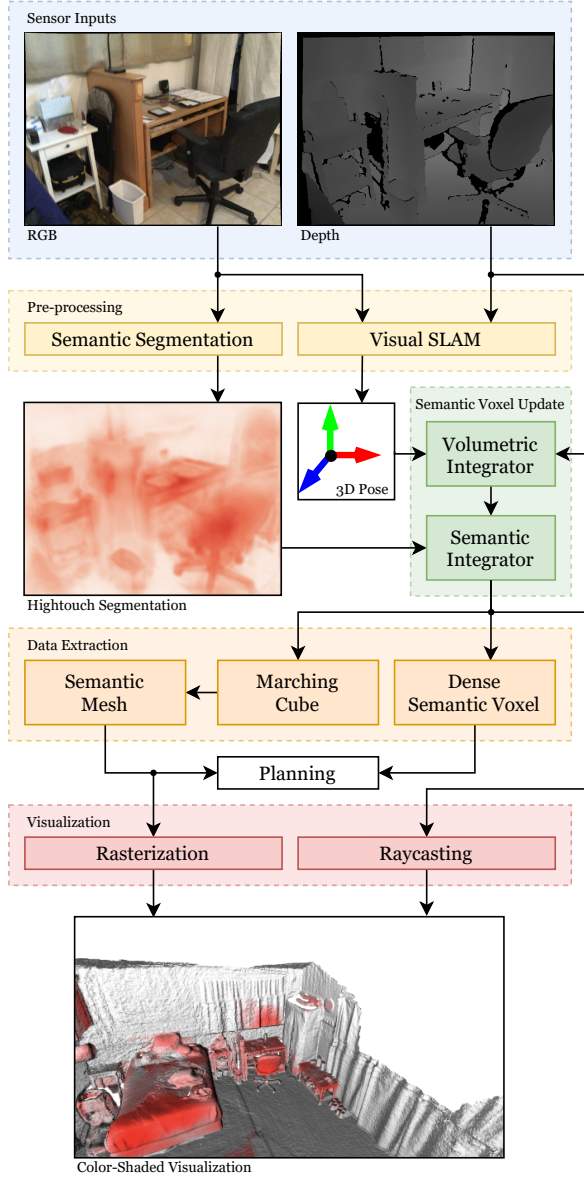 Sensor Inputs
RGB
Depth
Pre-processing
Semantic Segmentation
Visual SLAM
Semantic Voxel Update
Volumetric
Integrator
3D Pose
Semantic
Integrator
Hightouch Segmentation
Data Extraction
Semantic
Mesh
Marching
Cube
Dense
Semantic Voxel
Planning
Visualization
Rasterization
Raycasting
Color-Shaded Visualization